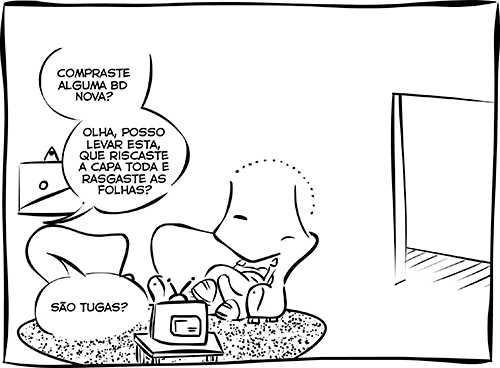 COMPRASTE
ALGUMA BD
NOVA?
OLHA, POSSO
LEVAR ESTA,
QUE RISCASTE
A CAPA TODA E
RASGASTE AS
FOLHAS?
SÃO TUGAS?